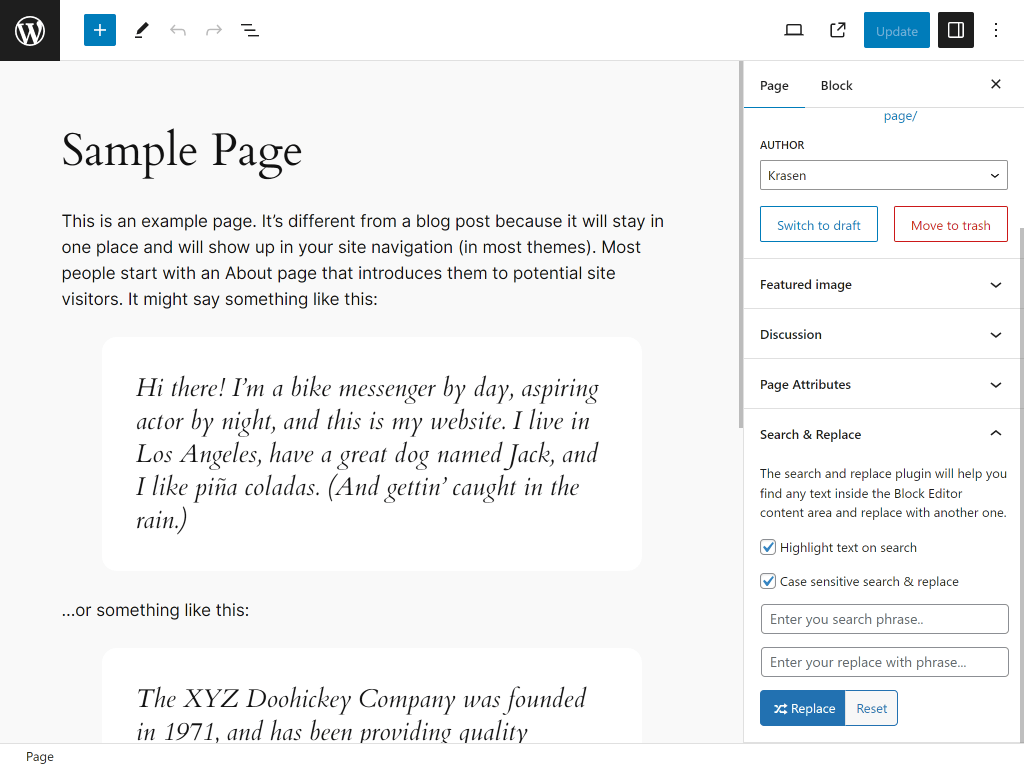 Update
Sample Page
This is an example page. It’s different from a blog post because it will stay in
one place and will show up in your site navigation (in most themes). Most
people start with an About page that introduces them to potential site
visitors. It might say something like this:
Hi there! I’m a bike messenger by day, aspiring
actor by night, and this is my website. I live in
Los Angeles, have a great dog named Jack, and
I like piña coladas. (And gettin’ caught in the
rain.)
…or something like this:
The XYZ Doohickey Company was founded
in 1971, and has been providing quality
Page
Block
page/
AUTHOR
Krasen
Switch to draft
Move to trash
Featured image
Discussion
Page Attributes
Search & Replace
The search and replace plugin will help you
find any text inside the Block Editor
content area and replace with another one.
Highlight text on search
Case sensitive search & replace
Enter you search phrase..
Enter your replace with phrase...
Replace
Reset
Page